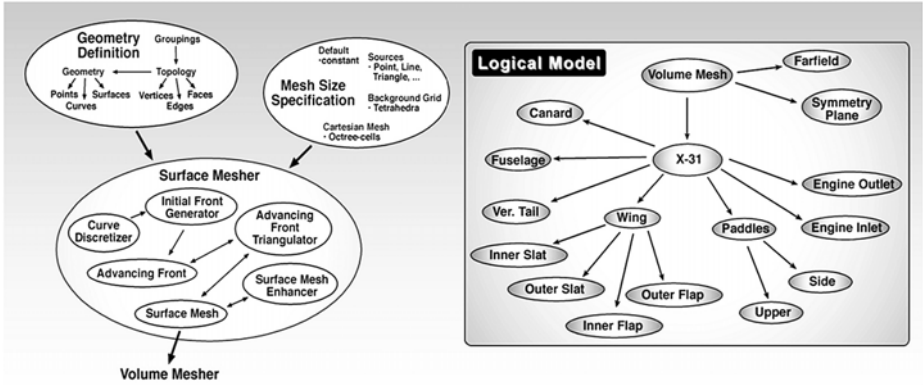 Geometry
Definition
Groupings
Geometry
Topology
Points
Surfaces
Curves
Vertices
Faces
Edges
Default
·constant
Sources
· Point, Line,
Triangle, ...
Mesh Size
Specification
Background Grid
· Tetrahedra
Cartesian Mesh
· Octree-cells
Surface Mesher
Initial Front
Generator
Curve
Discretizer
Advancing
Front
Triangulator
Advancing Front
Surface Mesh
Enhancer
Surface Mesh
Volume Mesher
Logical Model
Volume Mesh
Farfield
Symmetry
Plane
Canard
Fuselage
X-31
Engine Outlet
Ver. Tail
Wing
Paddles
Engine Inlet
Inner Slat
Outer Slat
Outer Flap
Side
Inner Flap
Upper